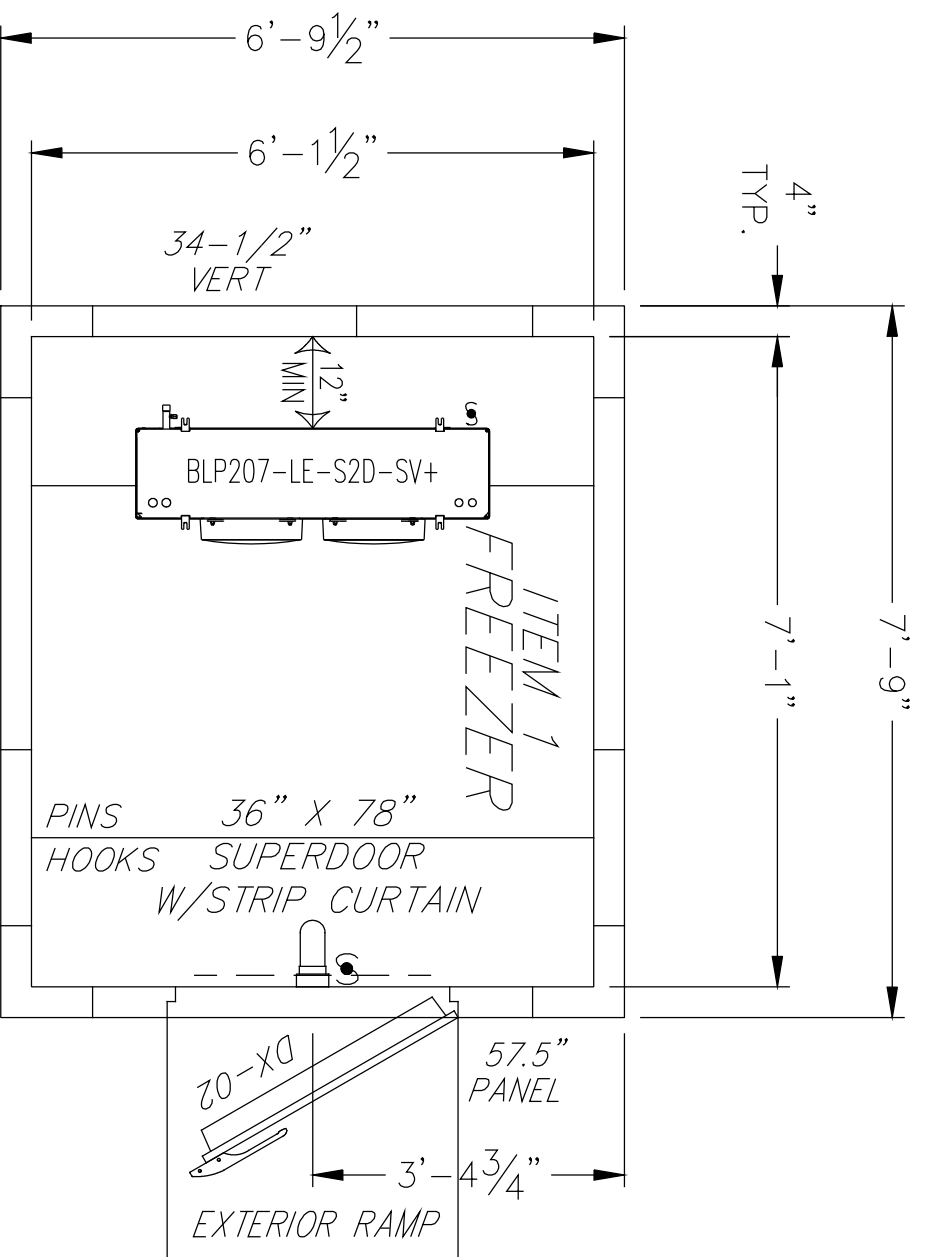 6'-9½"
6'-1½"
4"
TYP.
34-1/2"
VERT
12"
MIN
BLP207-LE-S2D-SV+
ITEM 1
FREEZER
7'-1"
7'-9"
PINS 36" X 78"
HOOKS SUPERDOOR
W/STRIP CURTAIN
DX-02
57.5"
PANEL
3'-4¾"
EXTERIOR RAMP